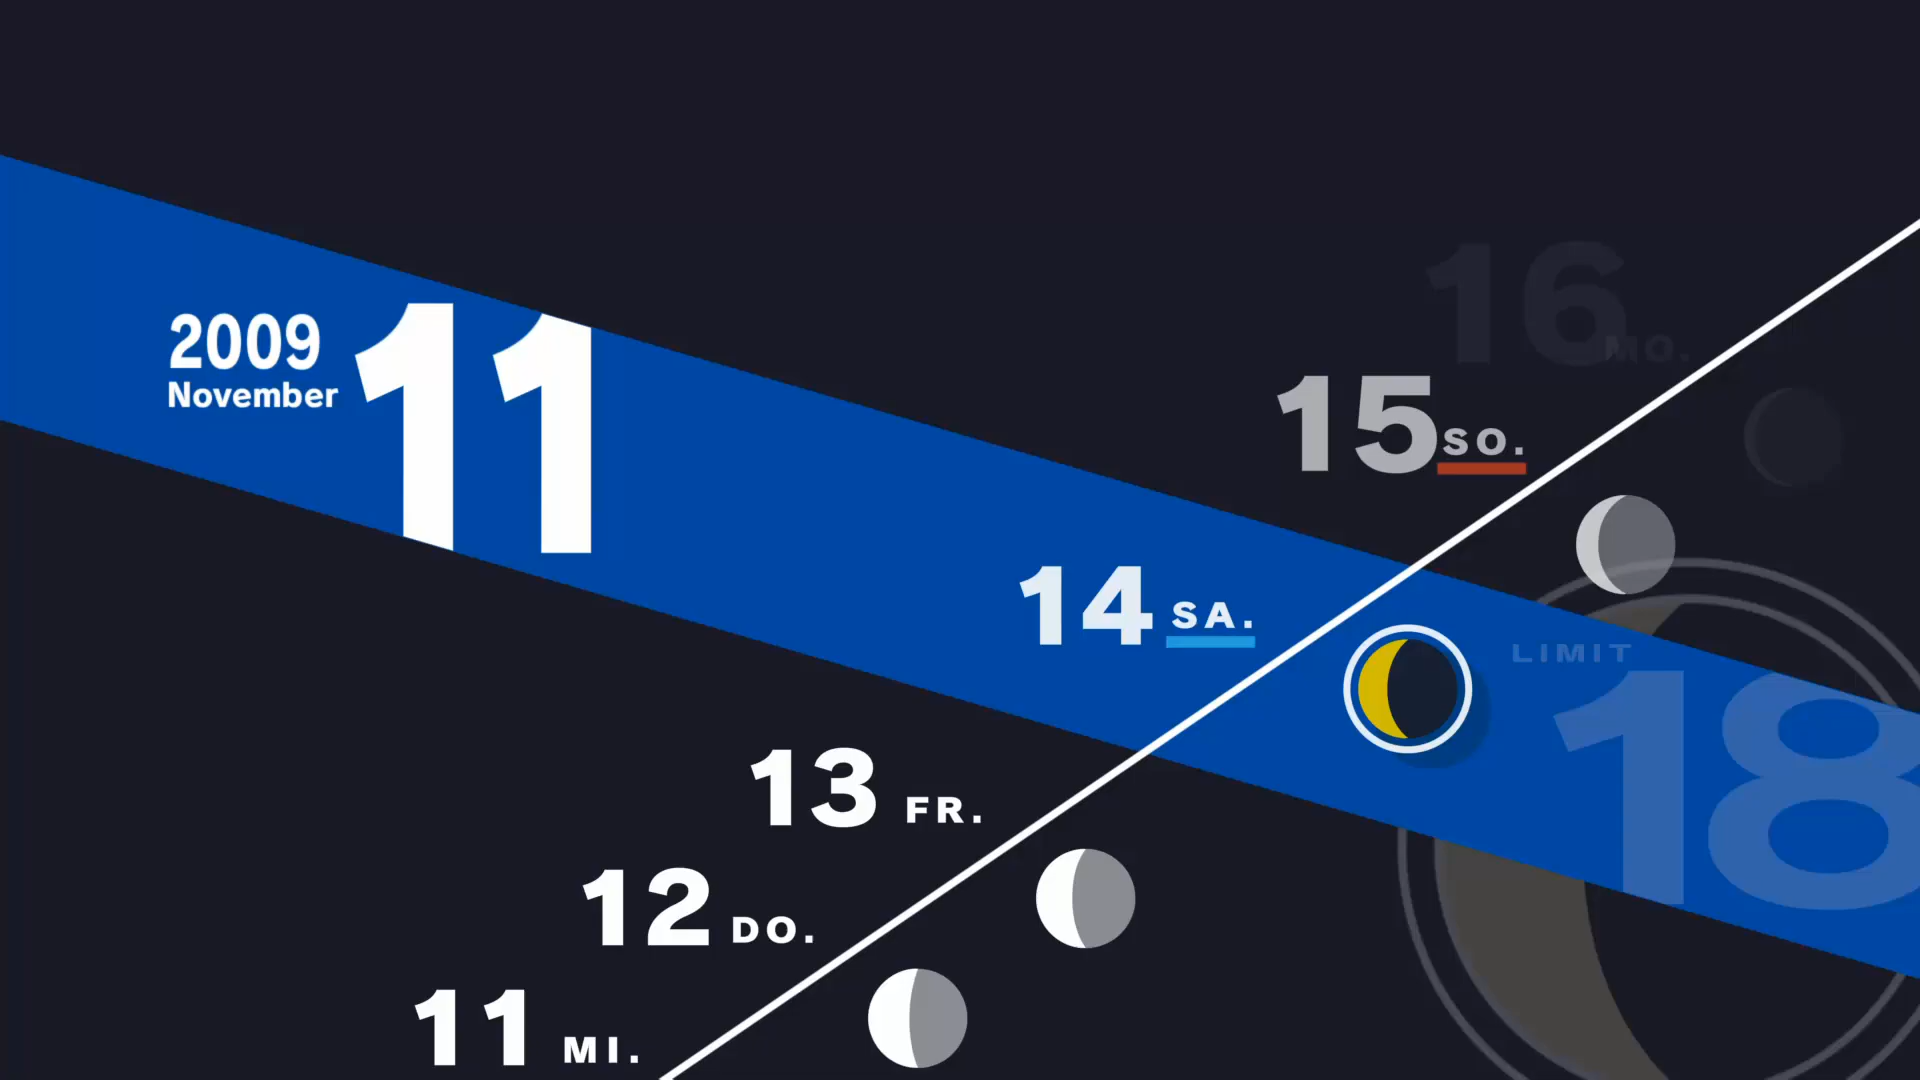 2009
November
11
16 MO.
15 SO.
14 SA.
LIMIT
18
13 FR.
12 DO.
11 MI.